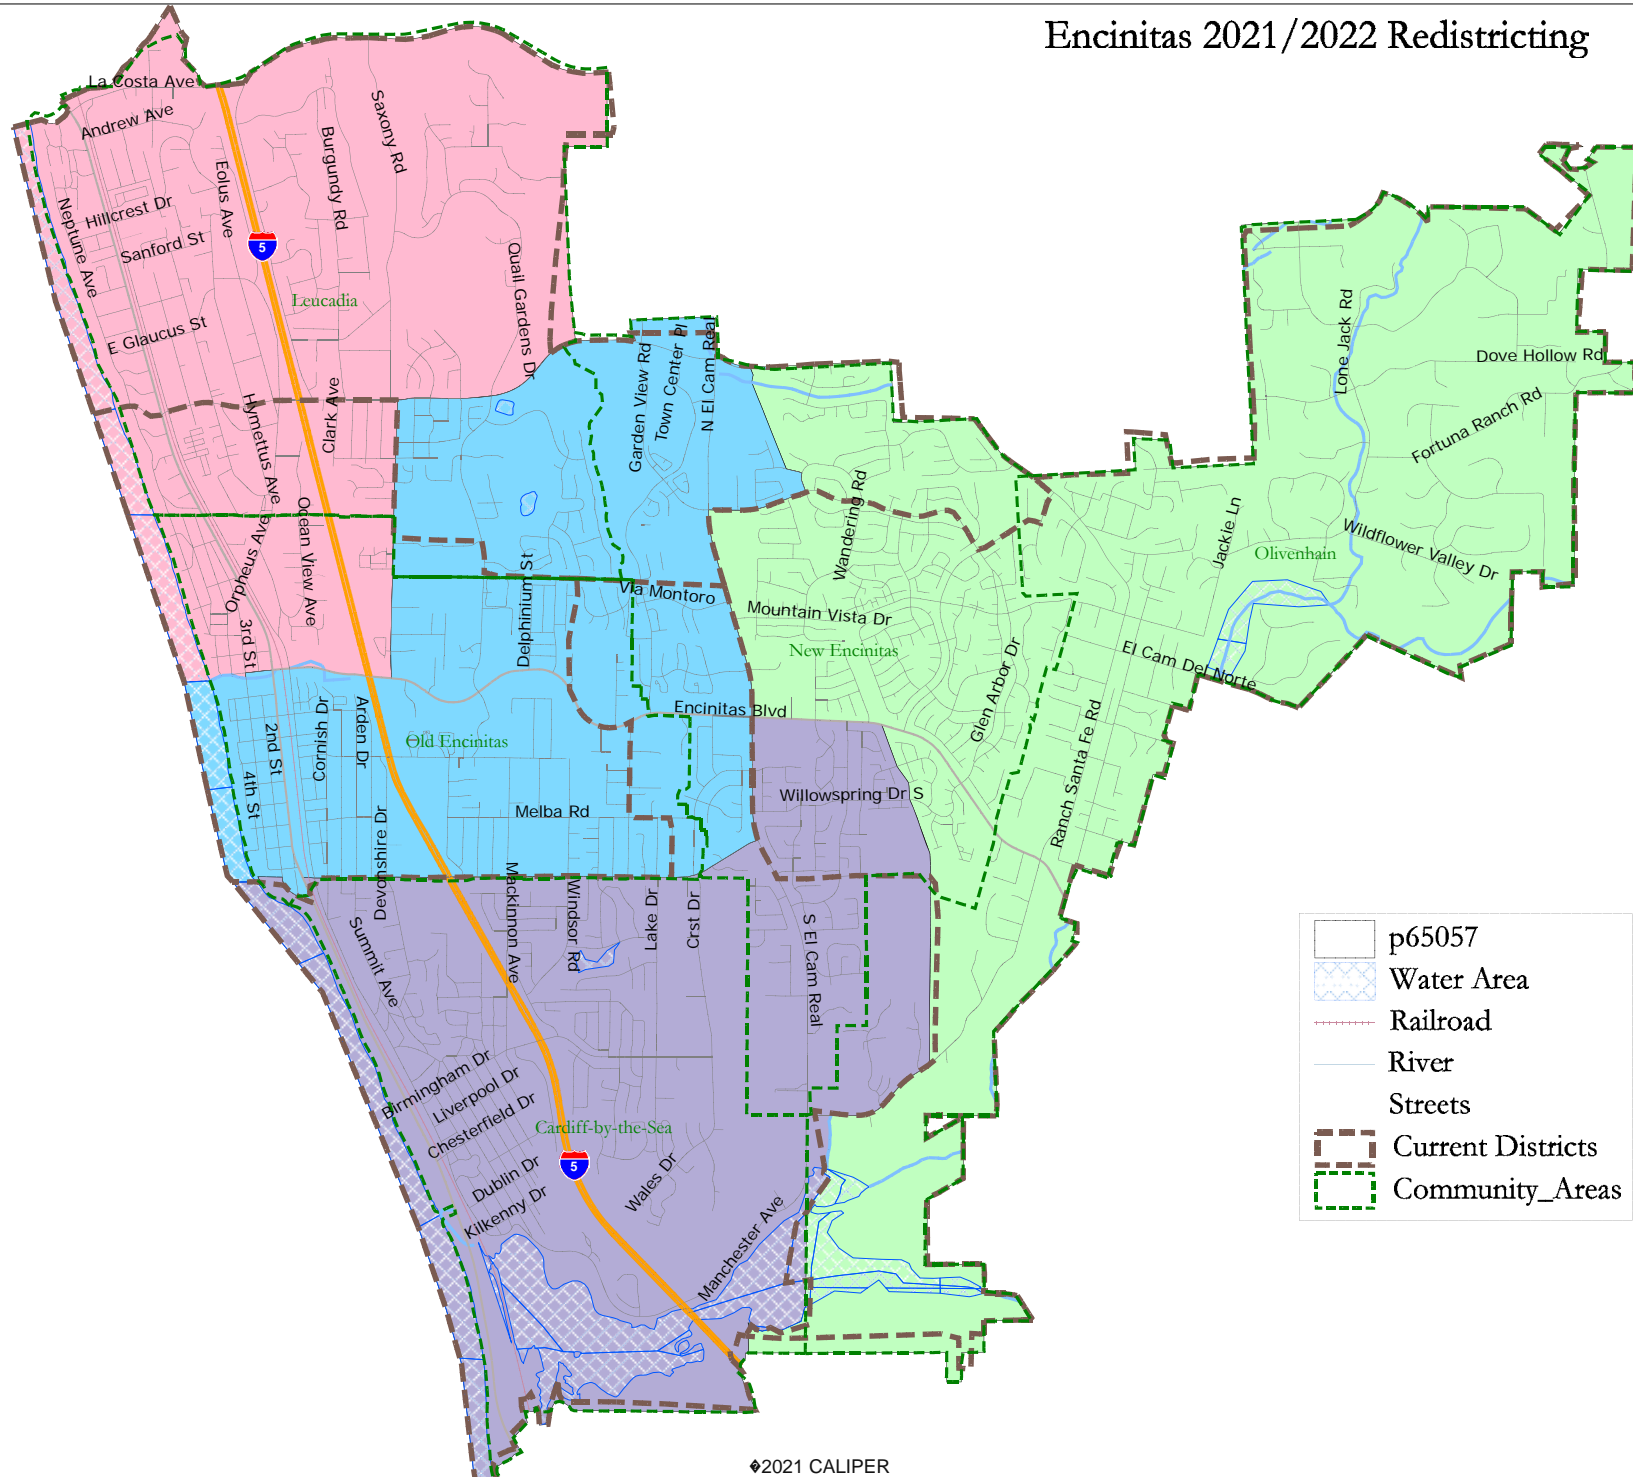 Encinitas 2021/2022 Redistricting
La Costa Ave
Andrew Ave
Saxony Rd
Burgundy Rd
Eolus Ave
Neptune Ave
Hillcrest Dr
Sanford St
5
Quail Gardens Dr
Leucadia
E Glaucus St
Lone Jack Rd
Dove Hollow Rd
Garden View Rd
Town Center Pl
N El Cam Real
Clark Ave
Hymettus Ave
Fortuna Ranch Rd
Wandering Rd
Jackie Ln
Wildflower Valley Dr
Olivenhain
Ocean View Ave
Orpheus Ave
Delphinium St
Via Montoro
Mountain Vista Dr
New Encinitas
3rd St
El Cam Del Norte
Glen Arbor Dr
Encinitas Blvd
Ranch Santa Fe Rd
2nd St
Cornish Dr
Arden Dr
Old Encinitas
4th St
Willowspring Dr S
Melba Rd
Devonshire Dr
Mackinnon Ave
Windsor Rd
Lake Dr
Crst Dr
S El Cam Real
Summit Ave
Birmingham Dr
Liverpool Dr
Chesterfield Dr
Cardiff-by-the-Sea
5
Dublin Dr
Kilkenny Dr
Wales Dr
Manchester Ave
p65057
Water Area
Railroad
River
Streets
Current Districts
Community_Areas
�2021 CALIPER